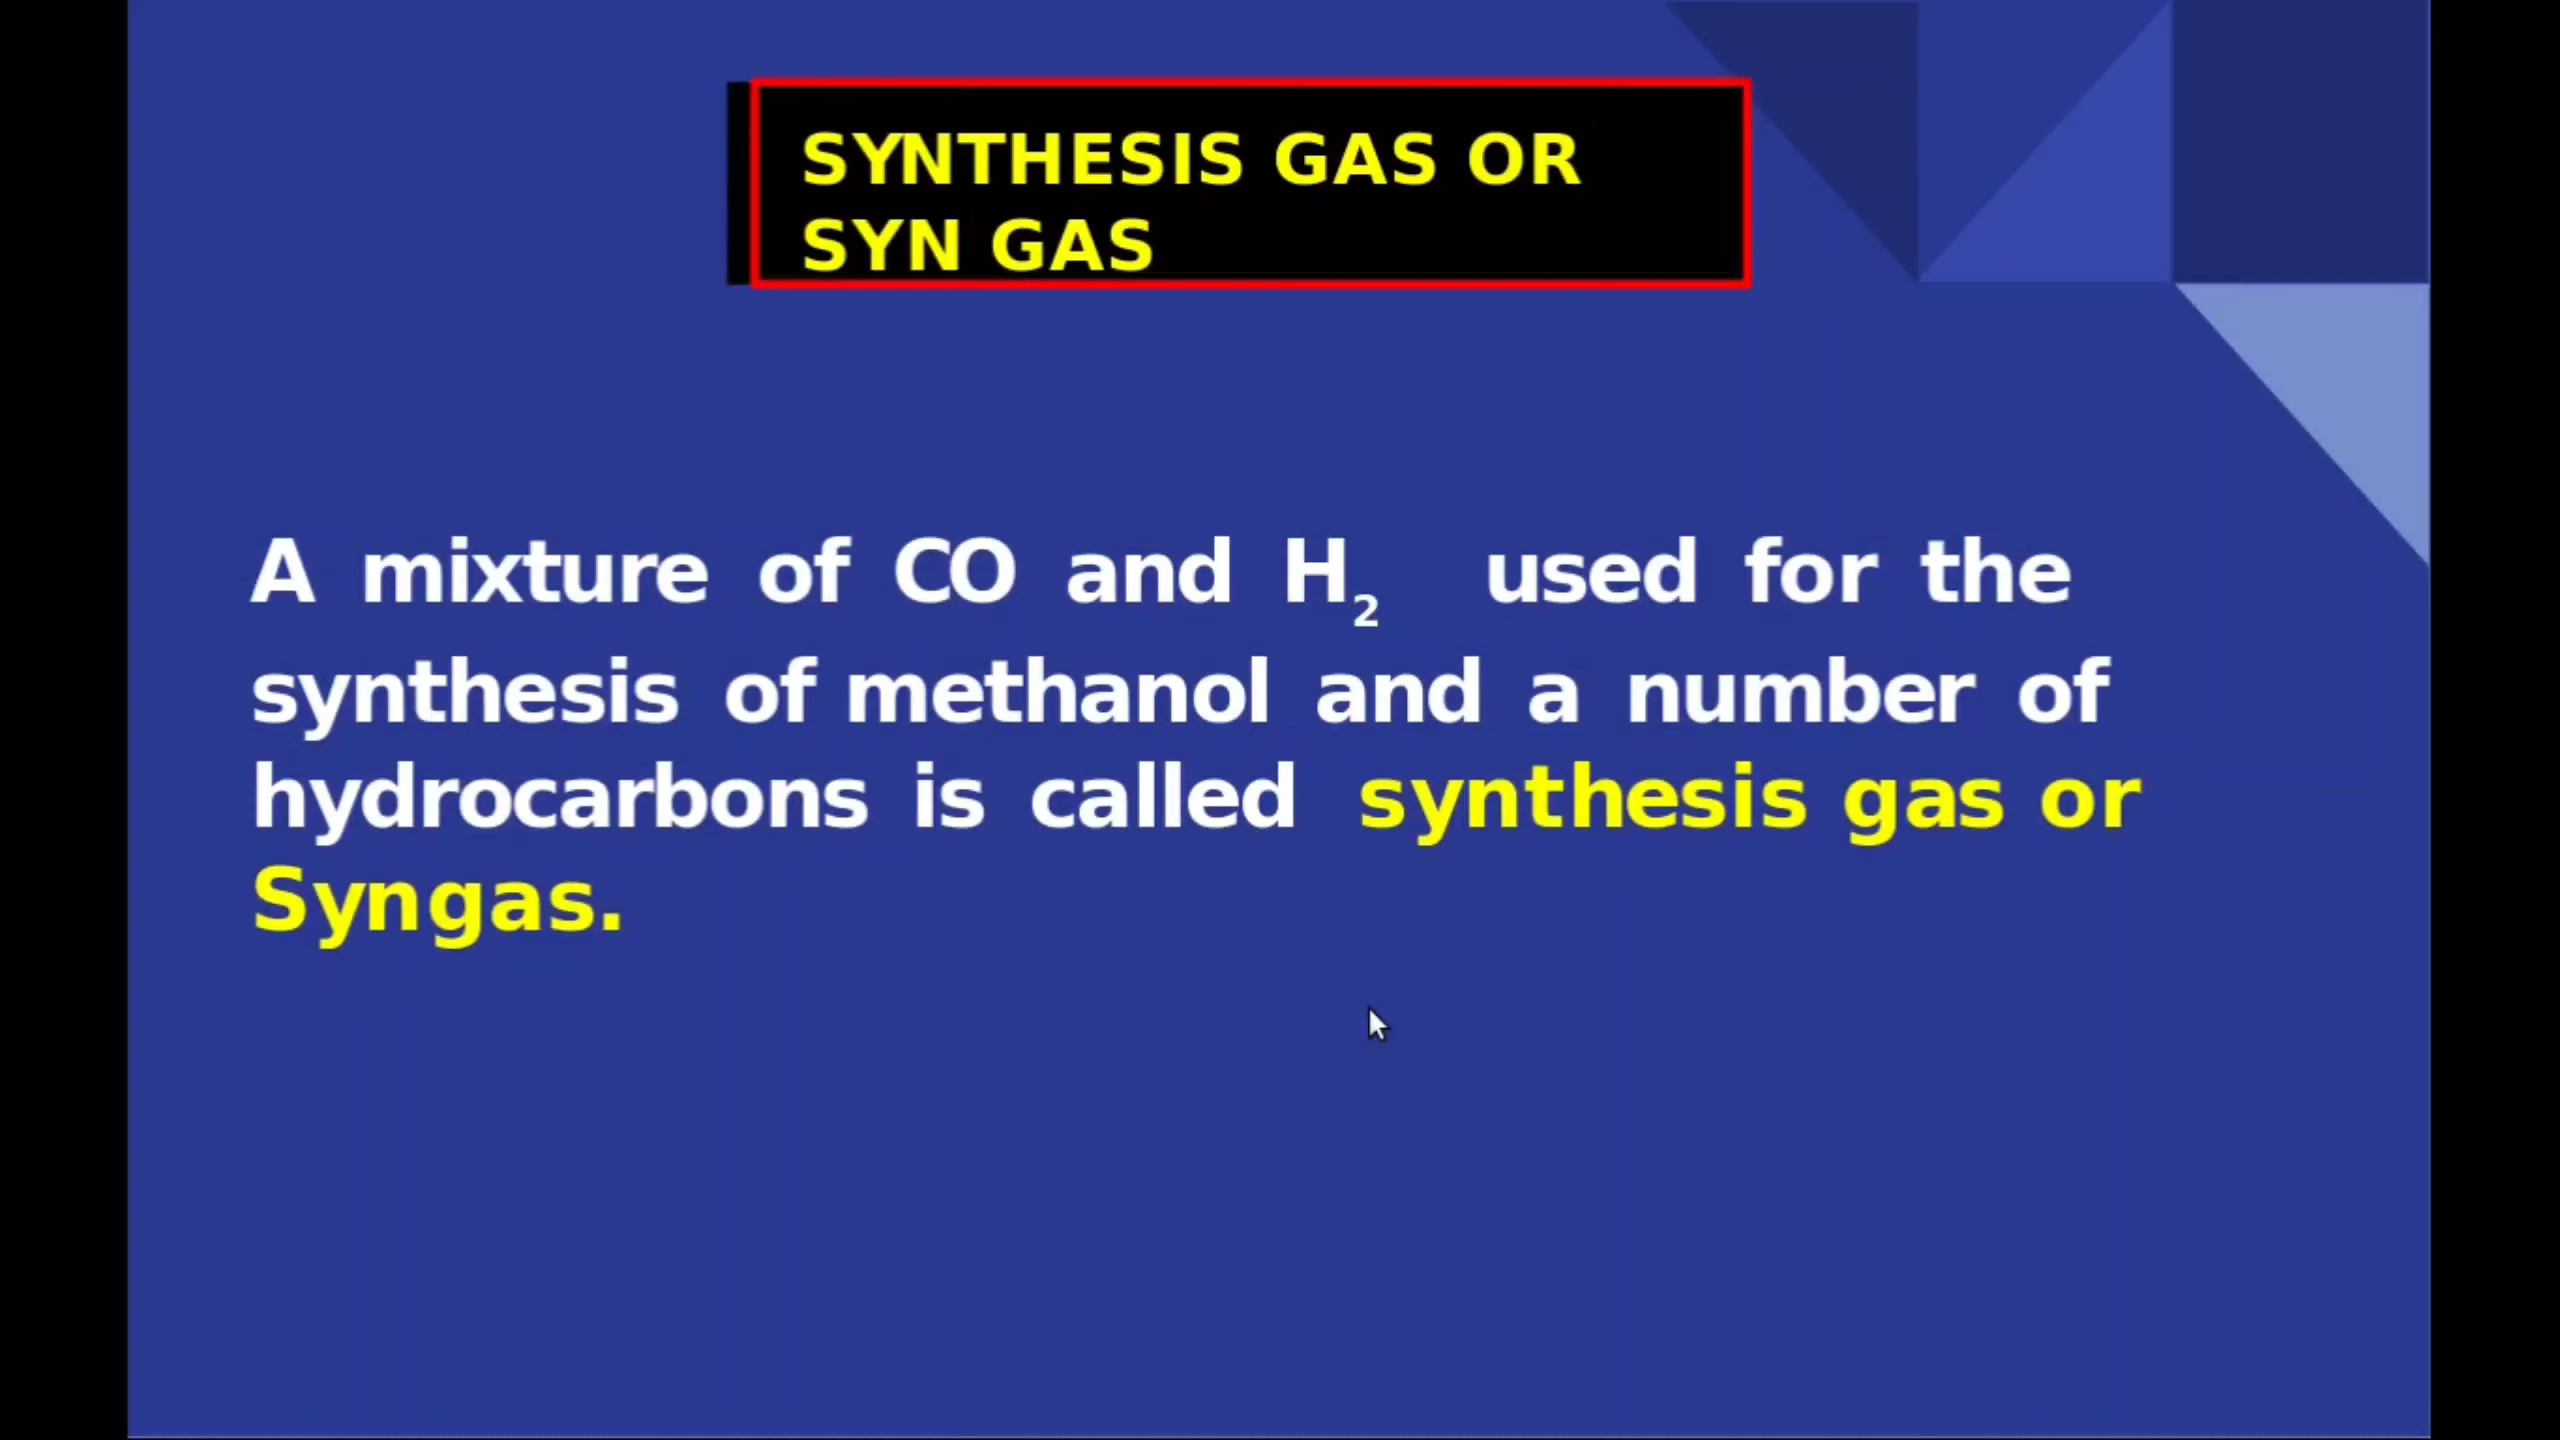 SYNTHESIS GAS OR
SYN GAS
A mixture of CO and H₂ used for the
synthesis of methanol and a number of
hydrocarbons is called synthesis gas or
Syngas.